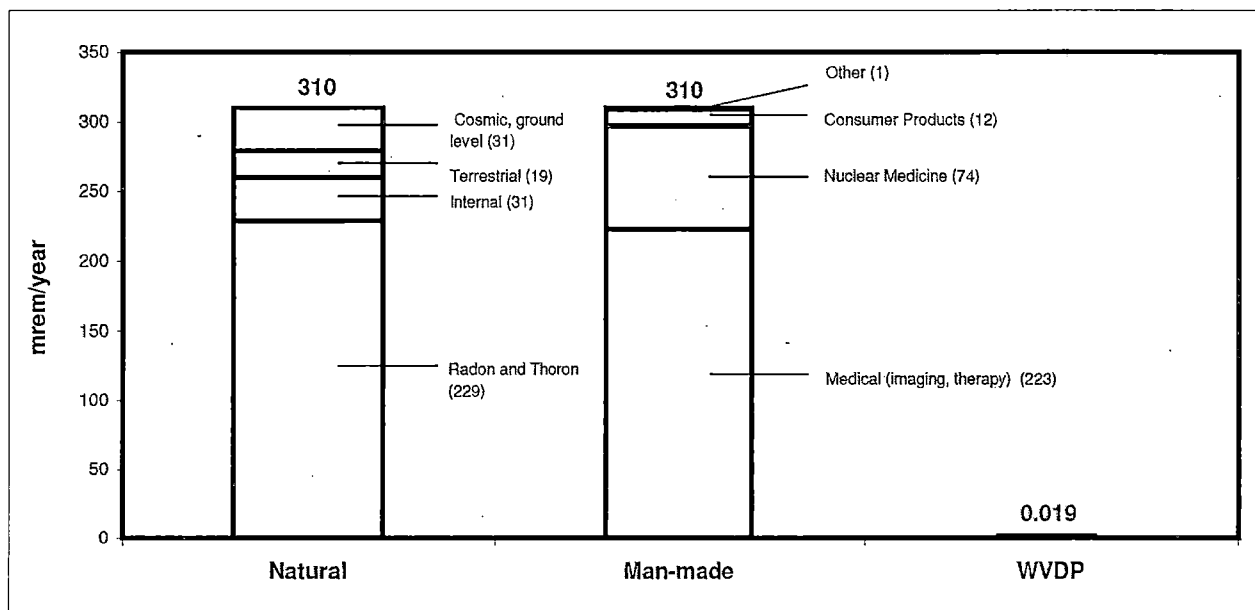 350
300
250
200
150
100
50
0
mrem/year
310
Cosmic, ground
level (31)
Terrestrial (19)
Internal (31)
Radon and Thoron
(229)
310
Other (1)
Consumer Products (12)
Nuclear Medicine (74)
Medical (imaging, therapy) (223)
0.019
Natural
Man-made
WVDP